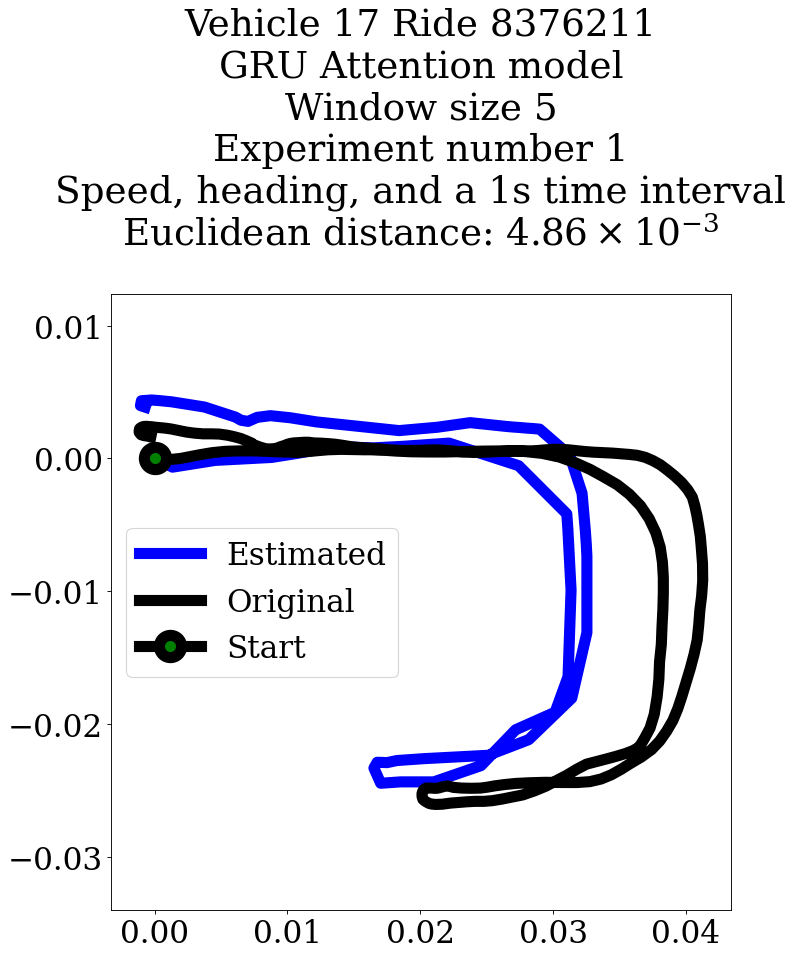 Vehicle 17 Ride 8376211
GRU Attention model
Window size 5
Experiment number 1
Speed, heading, and a 1s time interval
Euclidean distance: 4.86 × 10⁻³
0.01
0.00
−0.01
−0.02
−0.03
Estimated
Original
Start
0.00 0.01 0.02 0.03 0.04